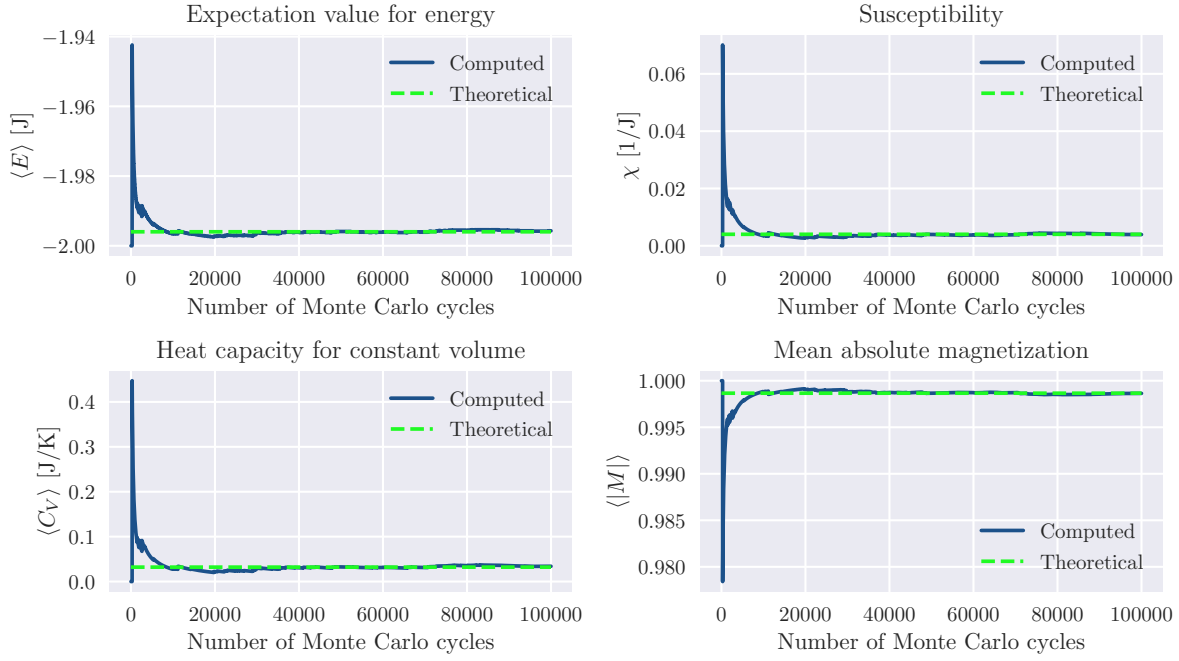 Expectation value for energy
⟨E⟩ [J]
−1.94
−1.96
−1.98
−2.00
Computed
Theoretical
0 20000 40000 60000 80000 100000
Number of Monte Carlo cycles
Susceptibility
χ [1/J]
0.06
0.04
0.02
0.00
Computed
Theoretical
0 20000 40000 60000 80000 100000
Number of Monte Carlo cycles
Heat capacity for constant volume
⟨C_V⟩ [J/K]
0.4
0.3
0.2
0.1
0.0
Computed
Theoretical
0 20000 40000 60000 80000 100000
Number of Monte Carlo cycles
Mean absolute magnetization
⟨|M|⟩
1.000
0.995
0.990
0.985
0.980
Computed
Theoretical
0 20000 40000 60000 80000 100000
Number of Monte Carlo cycles